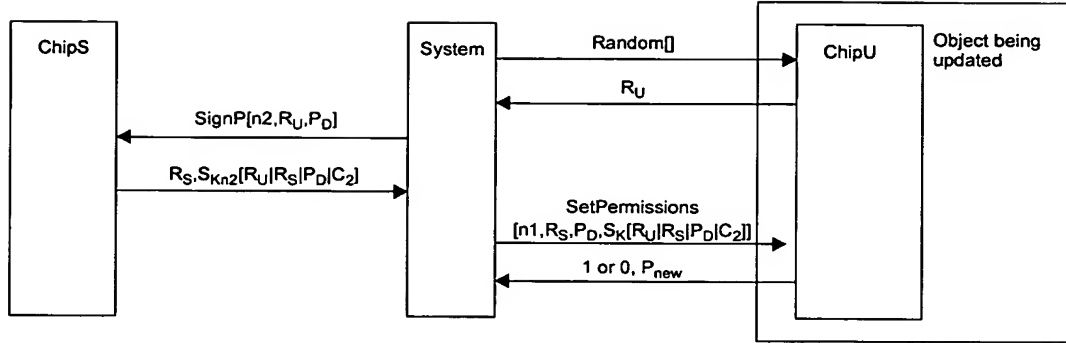 ChipS
System
ChipU
Object being
updated
Random[]
R_U
SignP[n2,R_U,P_D]
R_S,S_Kn2[R_U|R_S|P_D|C_2]
SetPermissions
[n1,R_S,P_D,S_K[R_U|R_S|P_D|C_2]]
1 or 0, P_new